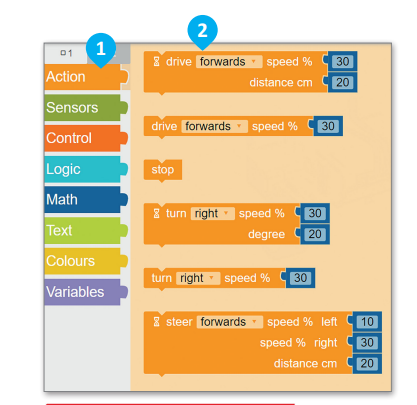 1
2
1
Action
Sensors
Control
Logic
Math
Text
Colours
Variables
drive forwards speed % 30
distance cm 20
drive forwards speed % 30
stop
turn right speed % 30
degree 20
turn right speed % 30
steer forwards speed % left 10
speed % right 30
distance cm 20